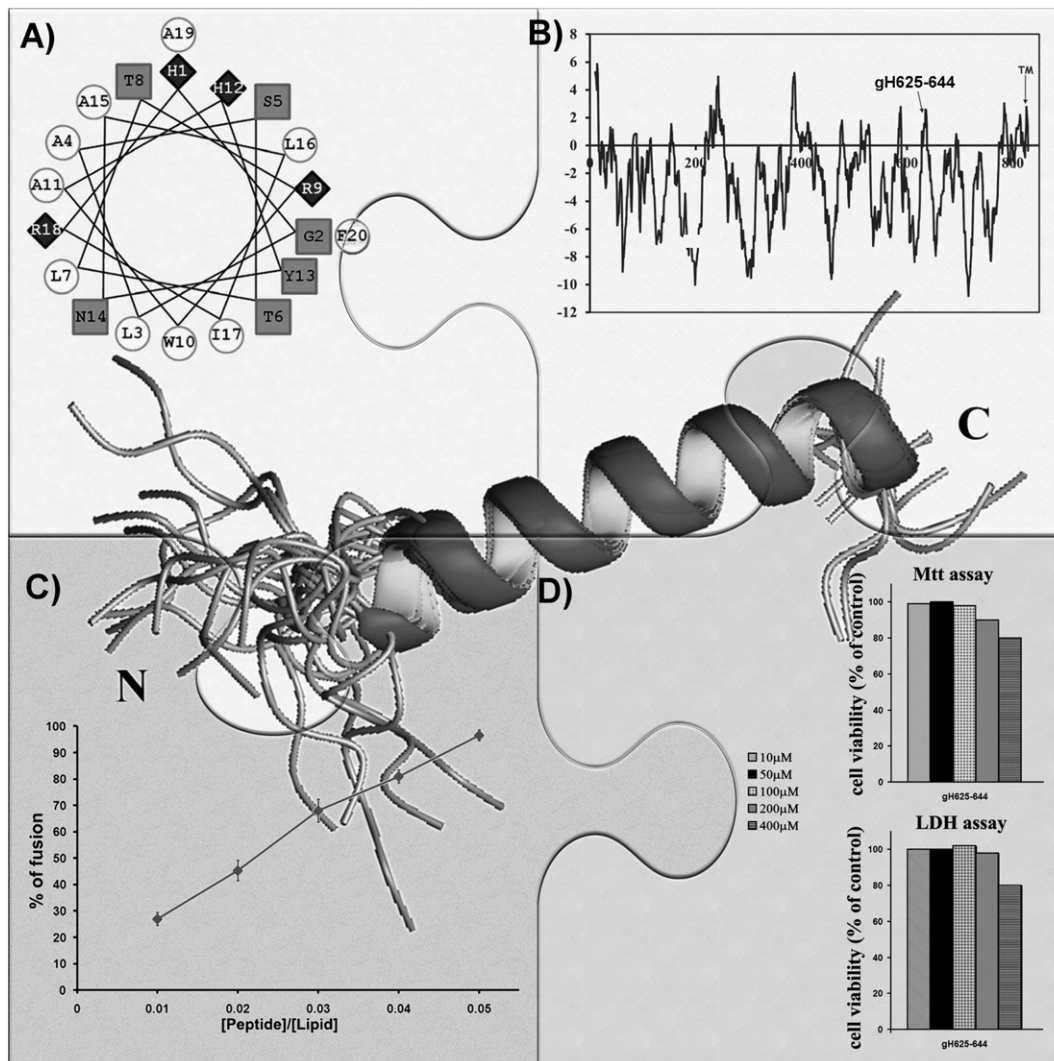 A)
A19
H1
T8
H12
A15
S5
A4
L16
A11
R9
R18
G2
F20
L7
Y13
N14
T6
L3
W10
I17
B)
8
6
4
2
0
-2
-4
-6
-8
-10
-12
0 200 400 600 800
gH625-644
TM
C
N
C)
% of fusion
100
90
80
70
60
50
40
30
20
10
0
0 0.01 0.02 0.03 0.04 0.05
[Peptide]/[Lipid]
D)
10μM
50μM
100μM
200μM
400μM
Mtt assay
cell viability (% of control)
100
80
60
40
20
0
gH625-644
LDH assay
cell viability (% of control)
100
80
60
40
20
0
gH625-644